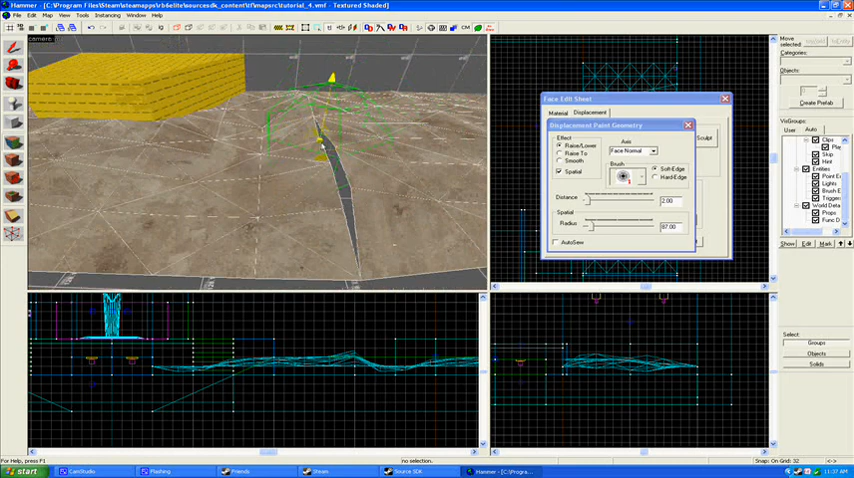 Hammer - [C:\Program Files\Steam\steamapps\rb6elite\sourcesdk_content\tf\mapsrc\tutorial_4.vmf - Textured Shaded]
File Edit Map View Tools Instancing Window Help
camera
Face Edit Sheet
Material Displacement
Sculpt
Displacement Paint Geometry
Effect
Raise/Lower
Raise To
Smooth
Spatial
Axis
Face Normal
Brush
Soft-Edge
Hard-Edge
Distance 2.00
Spatial
Radius 87.00
AutoSew
Move
selected:
Categories:
Objects:
Create Prefab
VisGroups:
User Auto
Clips
Skip
Hint
Entities
Point E
Lights
Brush E
Triggers
World Deta
Props
Func D
Show Edit Mark
Select:
Groups
Objects
Solids
For Help, press F1
no selection.
Snap: On Grid: 32
start
CamStudio
Flashing
Friends
Steam
Source SDK
Hammer - [C:\Progra...
11:37 AM